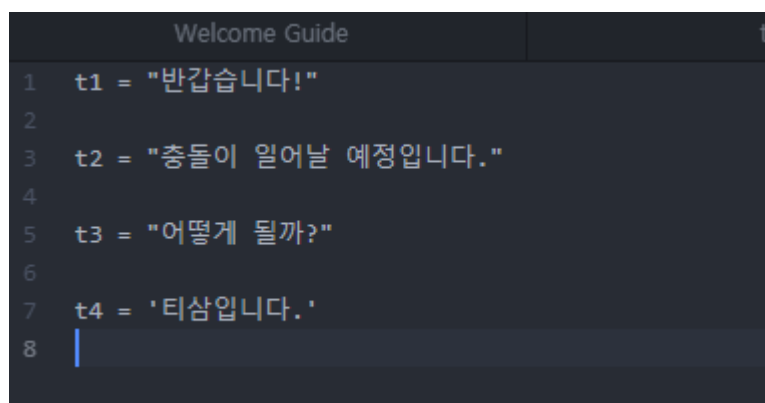 Welcome Guide
t
1 t1 = "반갑습니다!"
2
3 t2 = "충돌이 일어날 예정입니다."
4
5 t3 = "어떻게 될까?"
6
7 t4 = '티삼입니다.'
8